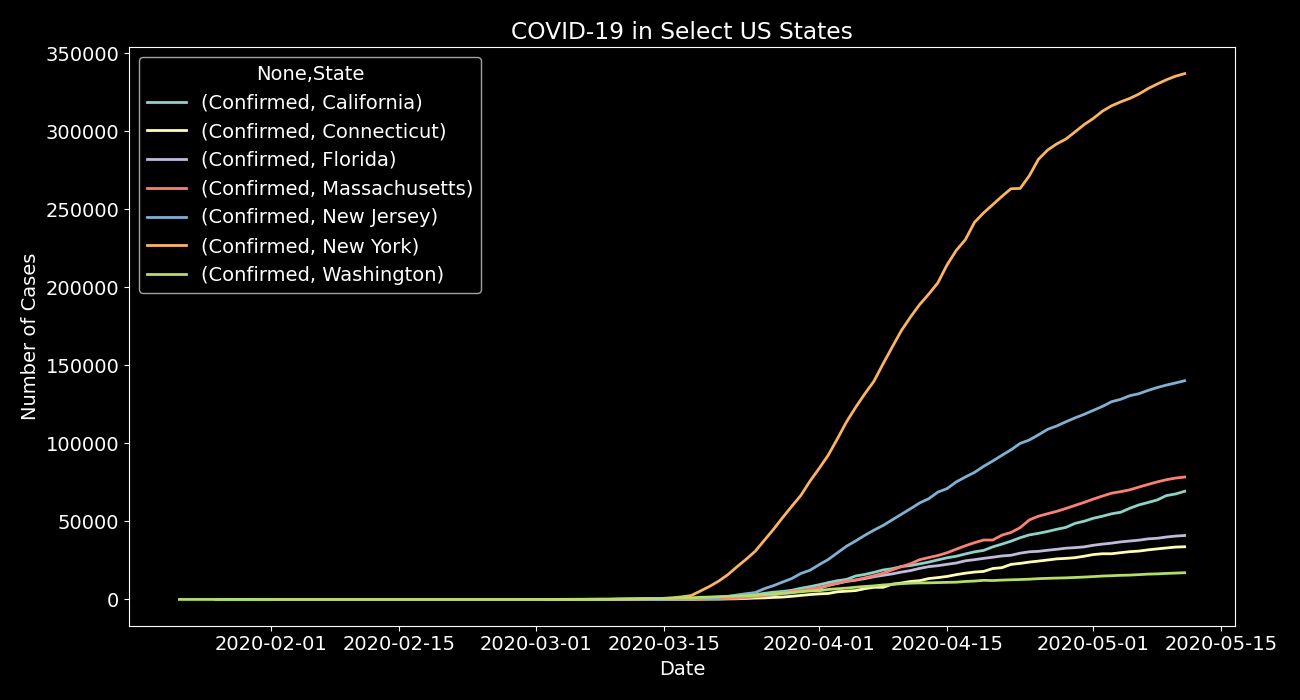 COVID-19 in Select US States
350000
300000
250000
200000
150000
100000
50000
0
Number of Cases
None,State
(Confirmed, California)
(Confirmed, Connecticut)
(Confirmed, Florida)
(Confirmed, Massachusetts)
(Confirmed, New Jersey)
(Confirmed, New York)
(Confirmed, Washington)
2020-02-01 2020-02-15 2020-03-01 2020-03-15 2020-04-01 2020-04-15 2020-05-01 2020-05-15
Date